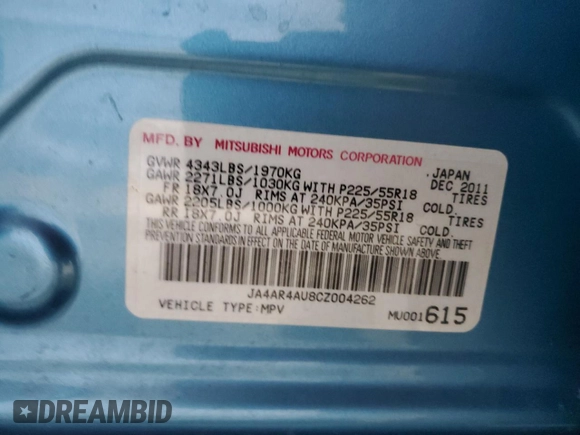 MFD. BY MITSUBISHI MOTORS CORPORATION
GVWR 4343LBS/1970KG JAPAN
GAWR 2271LBS/1030KG WITH P225/55R18 DEC 2011
FR 18X7.0J RIMS AT 240KPA/35PSI COLD. TIRES
GAWR 2205LBS/1000KG WITH P225/55R18 TIRES
RR 18X7.0J RIMS AT 240KPA/35PSI COLD.
THIS VEHICLE CONFORMS TO ALL APPLICABLE FEDERAL MOTOR VEHICLE SAFETY AND THEFT
PREVENTION STANDARDS IN EFFECT ON THE DATE OF MANUFACTURE SHOWN ABOVE.
JA4AR4AU8CZ004262
VEHICLE TYPE:MPV MU001615
DREAMBID